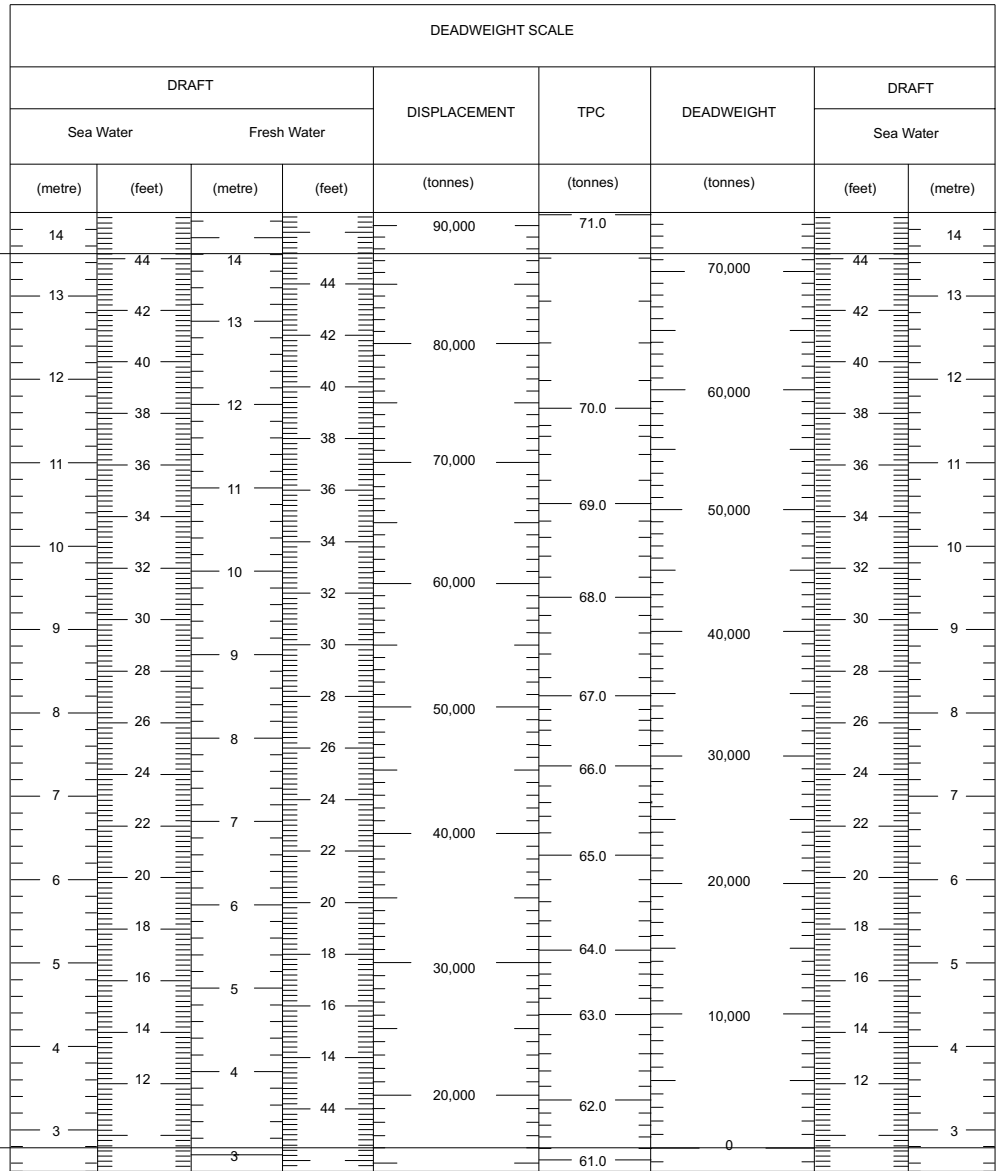 DEADWEIGHT SCALE
DRAFT
DISPLACEMENT
TPC
DEADWEIGHT
DRAFT
Sea Water
Fresh Water
Sea Water
(metre) (feet) (metre) (feet) (tonnes) (tonnes) (tonnes) (feet) (metre)
90,000 71.0
14 14
44 14 44
70,000
44
13 13
42 13 42
42 80,000
40 40
12 40 60,000 12
38 12 70.0 38
38
11 36 70,000 36 11
11 36
34 69.0 50,000 34
10 34 10
32 10 60,000 32
32 68.0
30 30
9 40,000 9
9 30
28 28
28 67.0
8 26 50,000 26 8
8 26 30,000
24 66.0 24
7 24 7
22 7 40,000 22
22 65.0
6 20 20,000 20 6
6 20
18 18
18 64.0
5 30,000 5
16 5 16
16 63.0 10,000
14 14
4 14 4
12 4 12
20,000
44 62.0
3 3
0
3 61.0